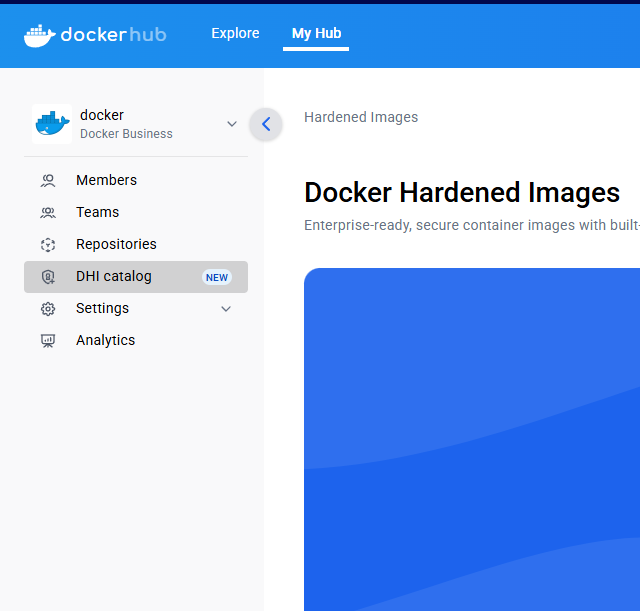 dockerhub
Explore
My Hub
docker
Docker Business
Members
Teams
Repositories
DHI catalog
NEW
Settings
Analytics
Hardened Images
Docker Hardened Images
Enterprise-ready, secure container images with built-